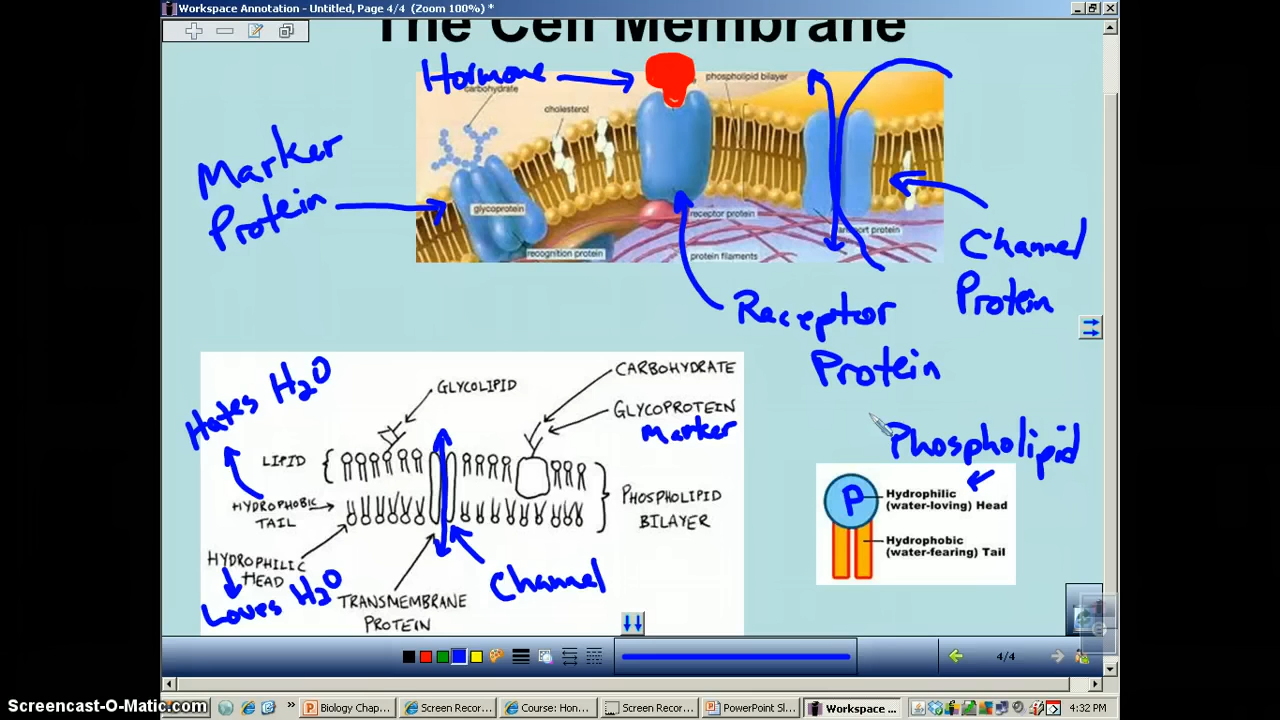 Workspace Annotation - Untitled, Page 4/4 (Zoom 100%) *
The Cell Membrane
Hormone
carbohydrate
cholesterol
phospholipid bilayer
Marker
Protein
glycoprotein
recognition protein
receptor protein
protein filaments
protein
Channel
Protein
Receptor
Protein
Hates H2O
GLYCOLIPID
CARBOHYDRATE
GLYCOPROTEIN
Marker
LIPID
HYDROPHOBIC
TAIL
PHOSPHOLIPID
BILAYER
HYDROPHILIC
HEAD
Loves H2O
TRANSMEMBRANE
PROTEIN
Channel
Phospholipid
P
Hydrophilic
(water-loving) Head
Hydrophobic
(water-fearing) Tail
4/4
Screencast-O-Matic.com
Biology Chap...
Screen Recor...
Course: Hon...
Screen Recor...
PowerPoint Sl...
Workspace ...
4:32 PM